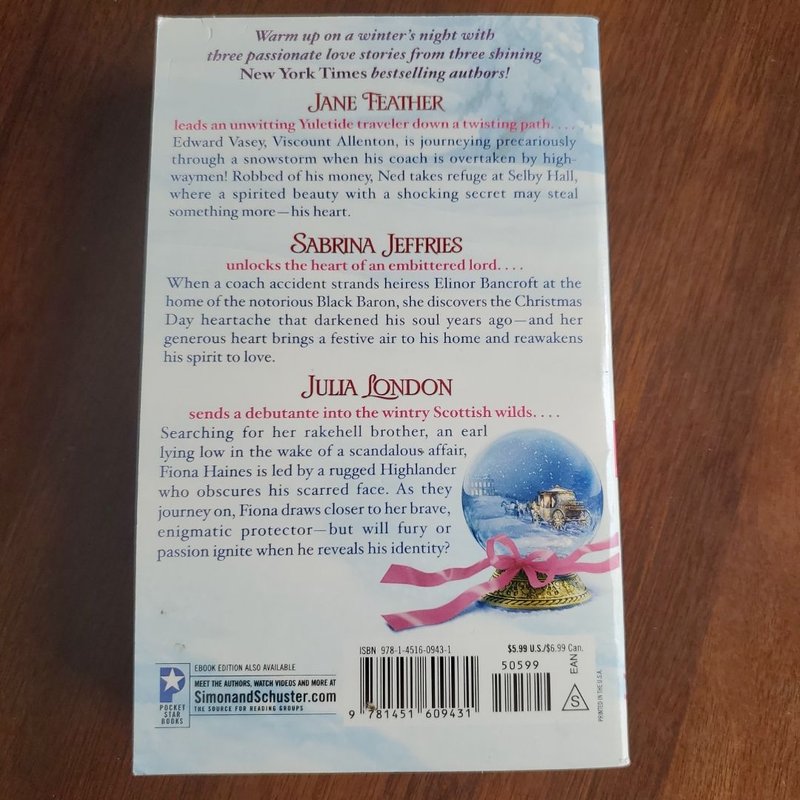 Warm up on a winter's night with
three passionate love stories from three shining
New York Times bestselling authors!
JANE FEATHER
leads an unwitting Yuletide traveler down a twisting path. . . .
Edward Vasey, Viscount Allenton, is journeying precariously
through a snowstorm when his coach is overtaken by high-
waymen! Robbed of his money, Ned takes refuge at Selby Hall,
where a spirited beauty with a shocking secret may steal
something more—his heart.
SABRINA JEFFRIES
unlocks the heart of an embittered lord. . . .
When a coach accident strands heiress Elinor Bancroft at the
home of the notorious Black Baron, she discovers the Christmas
Day heartache that darkened his soul years ago—and her
generous heart brings a festive air to his home and reawakens
his spirit to love.
JULIA LONDON
sends a debutante into the wintry Scottish wilds. . . .
Searching for her rakehell brother, an earl
lying low in the wake of a scandalous affair,
Fiona Haines is led by a rugged Highlander
who obscures his scarred face. As they
journey on, Fiona draws closer to her brave,
enigmatic protector—but will fury or
passion ignite when he reveals his identity?
POCKET
STAR
BOOKS
EBOOK EDITION ALSO AVAILABLE
MEET THE AUTHORS, WATCH VIDEOS AND MORE AT
SimonandSchuster.com
THE SOURCE FOR READING GROUPS
ISBN 978-1-4516-0943-1
9 781451 609431
$5.99 U.S./$6.99 Can.
50599
EAN
S
PRINTED IN THE U.S.A.